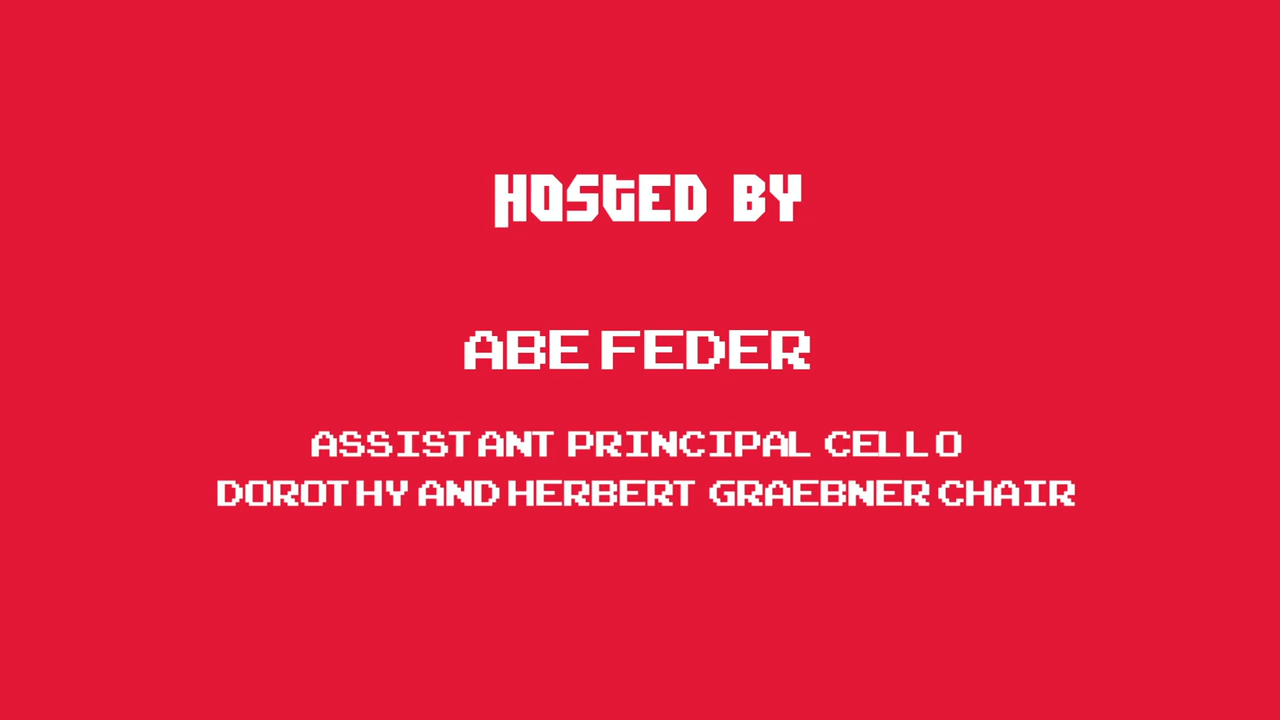 HOSTED BY
ABE FEDER
ASSISTANT PRINCIPAL CELLO
DOROTHY AND HERBERT GRAEBNER CHAIR